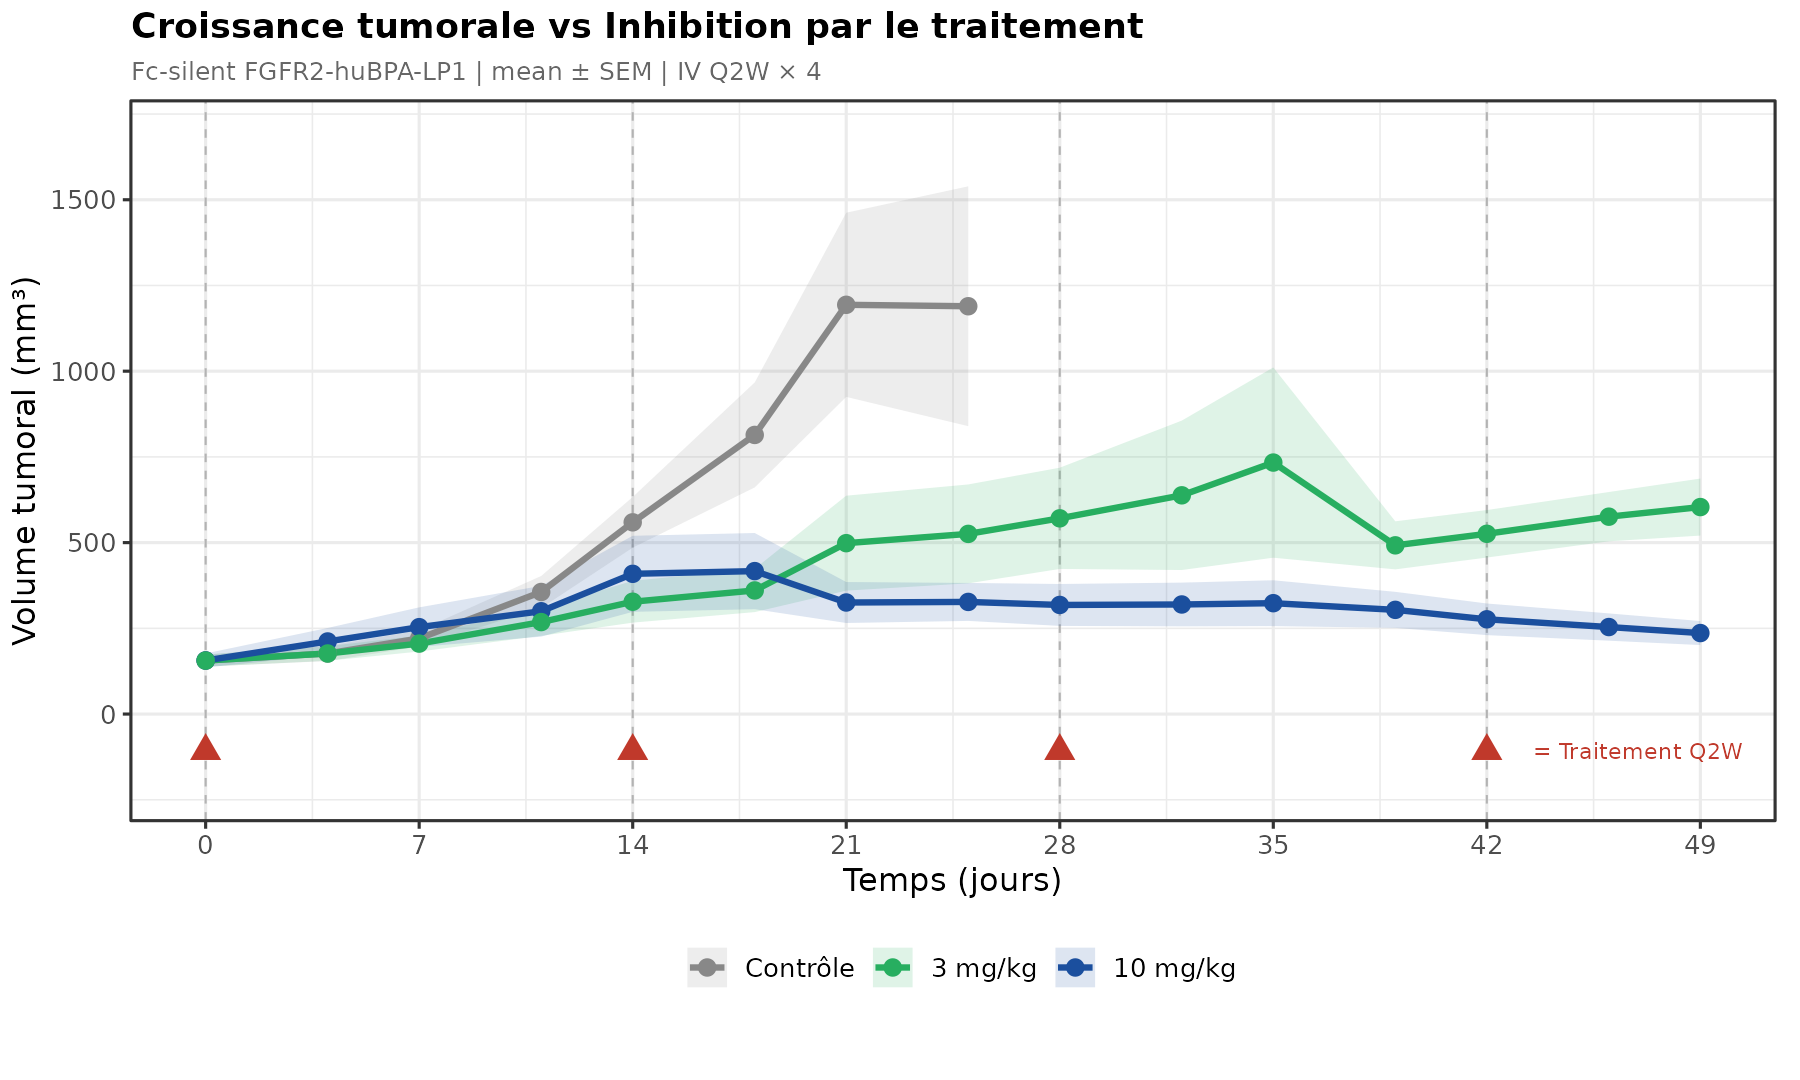 Croissance tumorale vs Inhibition par le traitement
Fc-silent FGFR2-huBPA-LP1 | mean ± SEM | IV Q2W × 4
Volume tumoral (mm³)
1500
1000
500
0
= Traitement Q2W
0 7 14 21 28 35 42 49
Temps (jours)
Contrôle 3 mg/kg 10 mg/kg